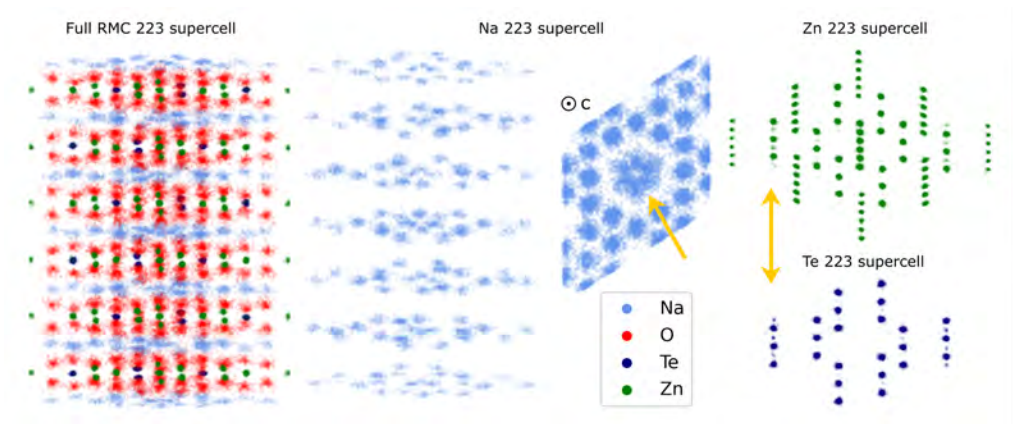 Full RMC 223 supercell
Na 223 supercell
Zn 223 supercell
c
Te 223 supercell
Na
O
Te
Zn